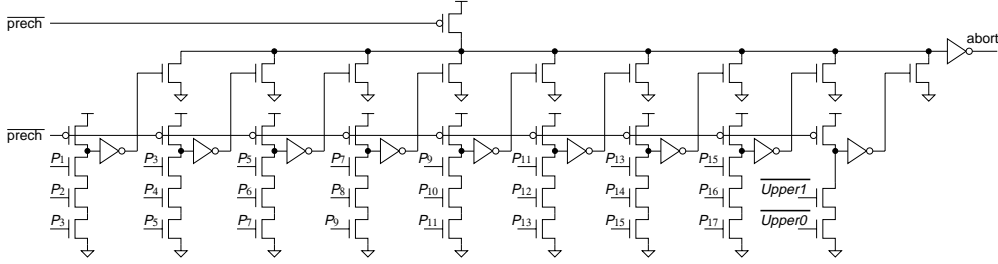 prech
abort
prech
P1 P3 P5 P7 P9 P11 P13 P15
P2 P4 P6 P8 P10 P12 P14 P16 Upper1
P3 P5 P7 P9 P11 P13 P15 P17 Upper0